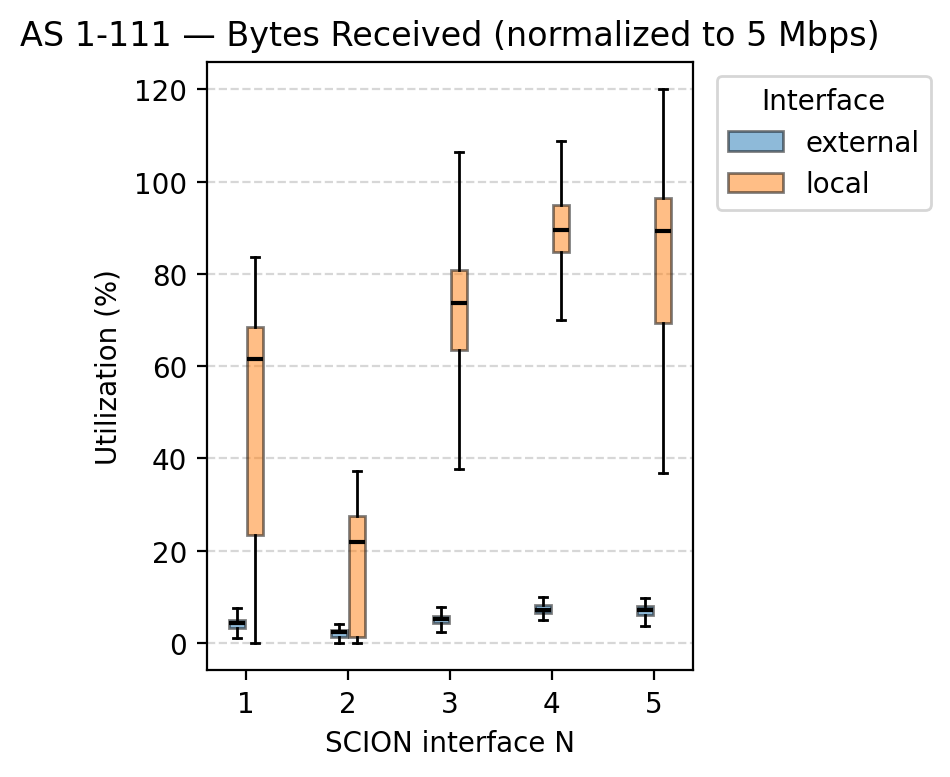 AS 1-111 — Bytes Received (normalized to 5 Mbps)
Interface
external
local
Utilization (%)
120
100
80
60
40
20
0
1 2 3 4 5
SCION interface N